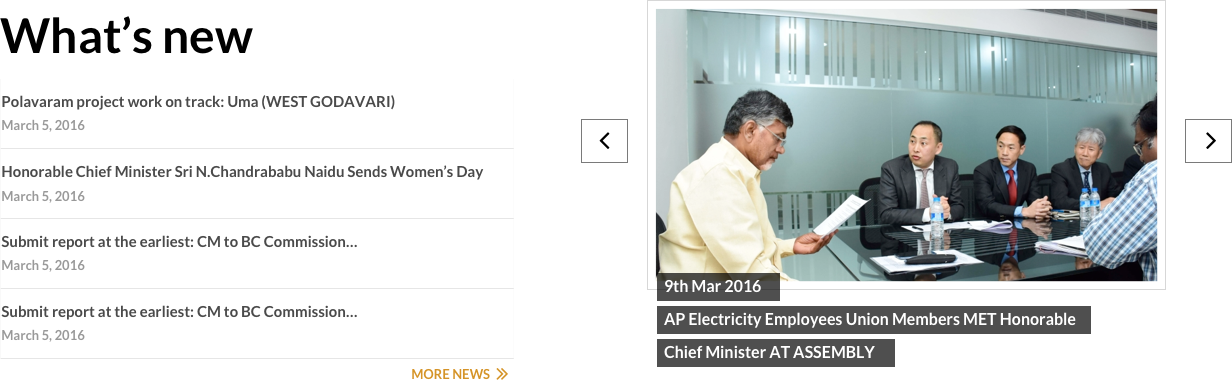 What’s new
Polavaram project work on track: Uma (WEST GODAVARI)
March 5, 2016
Honorable Chief Minister Sri N.Chandrababu Naidu Sends Women’s Day
March 5, 2016
Submit report at the earliest: CM to BC Commission...
March 5, 2016
Submit report at the earliest: CM to BC Commission...
March 5, 2016
MORE NEWS
9th Mar 2016
AP Electricity Employees Union Members MET Honorable
Chief Minister AT ASSEMBLY